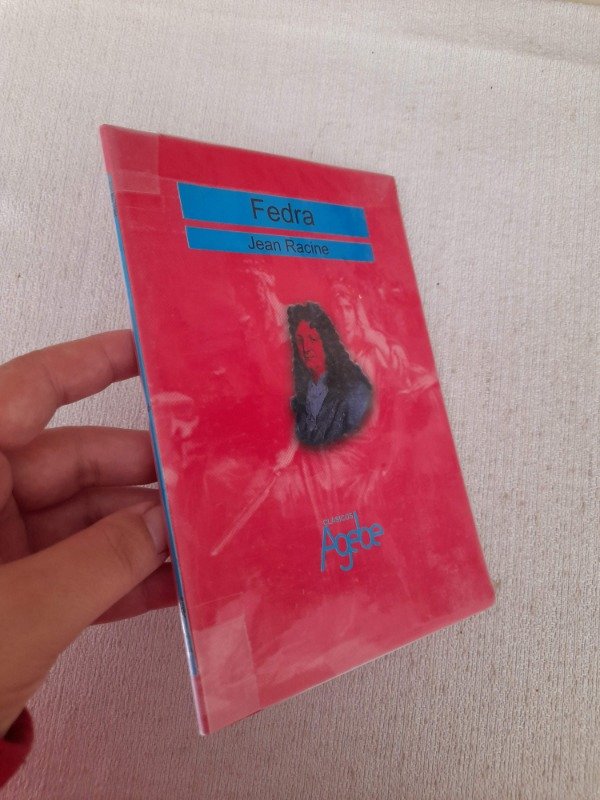 Fedra
Jean Racine
CLÁSICOS
Agebe